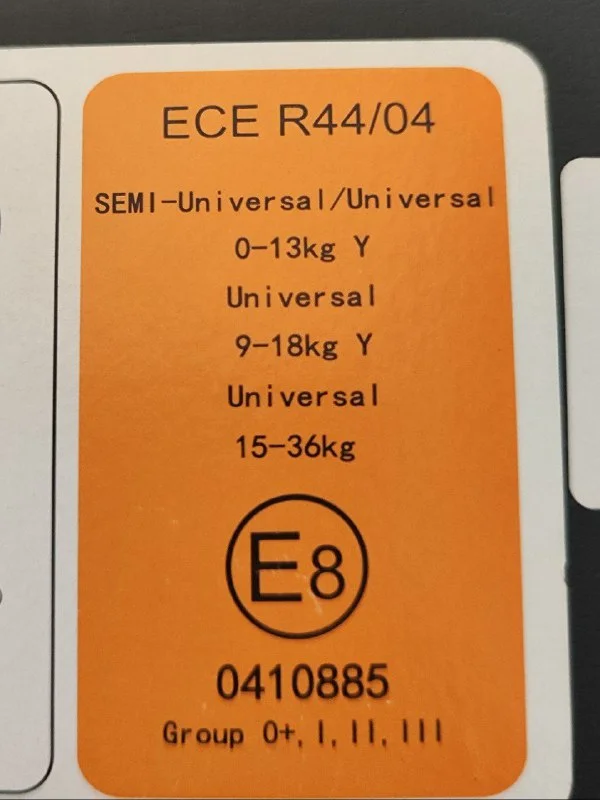 ECE R44/04
SEMI-Universal/Universal
0-13kg Y
Universal
9-18kg Y
Universal
15-36kg
E8
0410885
Group 0+, I, II, III